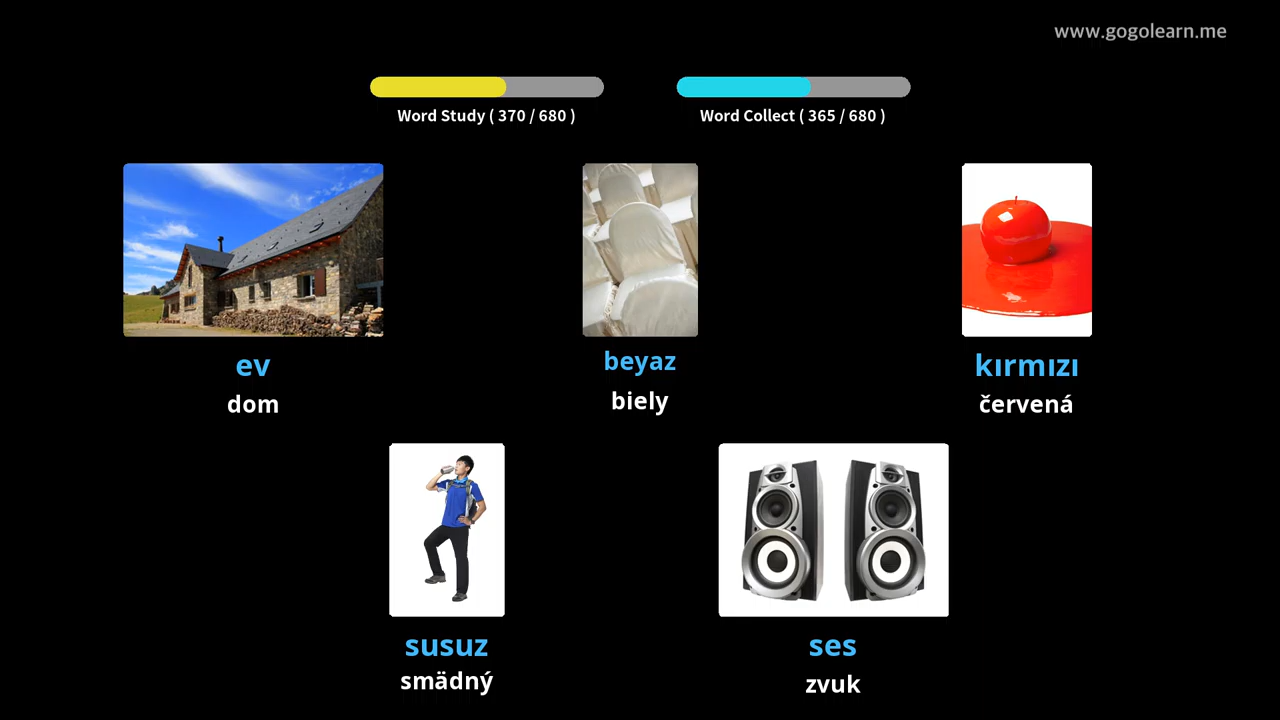 www.gogolearn.me
Word Study ( 370 / 680 )
Word Collect ( 365 / 680 )
ev
dom
beyaz
biely
kırmızı
červená
susuz
smädný
ses
zvuk